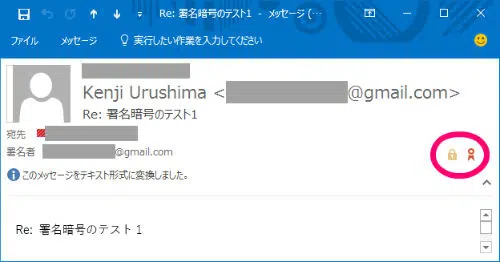 Re: 署名暗号のテスト1 - メッセージ (…
ファイル メッセージ 実行したい作業を入力してください
Kenji Urushima < @gmail.com>
Re: 署名暗号のテスト1
宛先
署名者 @gmail.com
このメッセージをテキスト形式に変換しました。
Re: 署名暗号のテスト 1